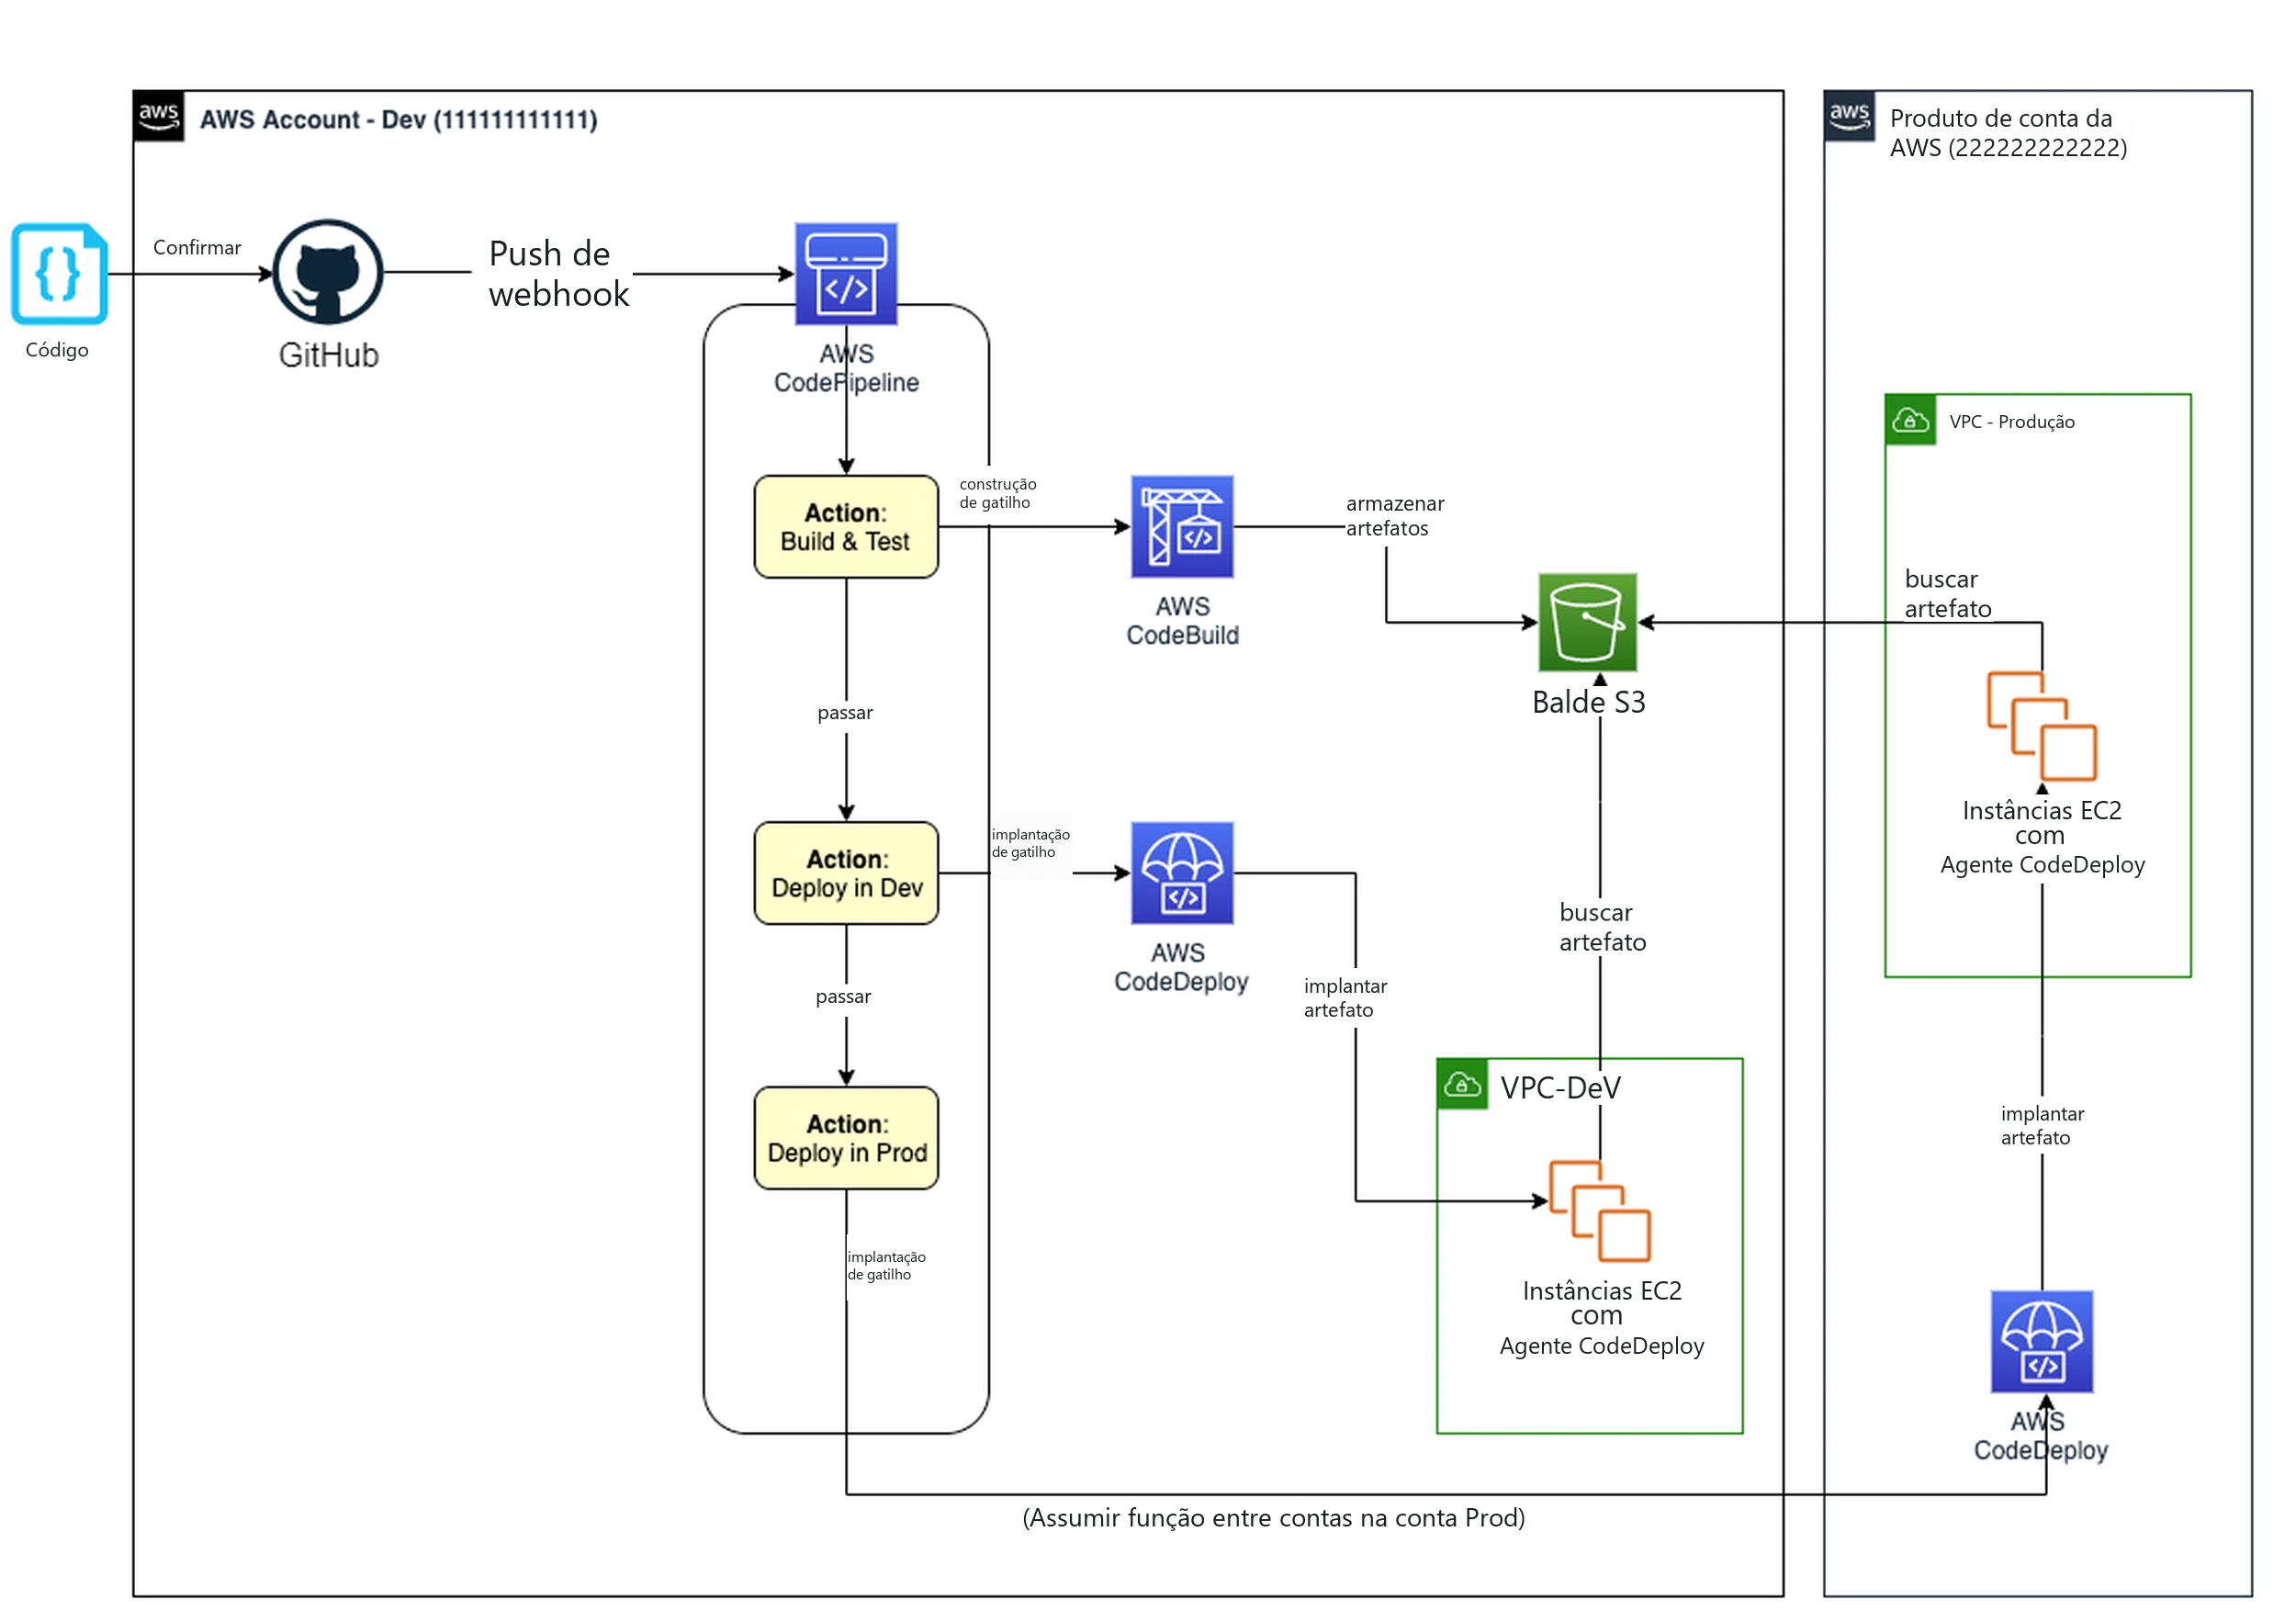 aws
AWS Account - Dev (111111111111)
aws
Produto de conta da
AWS (222222222222)
Confirmar
Código
GitHub
Push de
webhook
AWS
CodePipeline
VPC - Produção
Action:
Build & Test
construção
de gatilho
AWS
CodeBuild
armazenar
artefatos
buscar
artefato
Balde S3
passar
Instâncias EC2
com
Agente CodeDeploy
Action:
Deploy in Dev
implantação
de gatilho
AWS
CodeDeploy
implantar
artefato
buscar
artefato
passar
VPC-DeV
implantar
artefato
Action:
Deploy in Prod
implantação
de gatilho
Instâncias EC2
com
Agente CodeDeploy
AWS
CodeDeploy
(Assumir função entre contas na conta Prod)